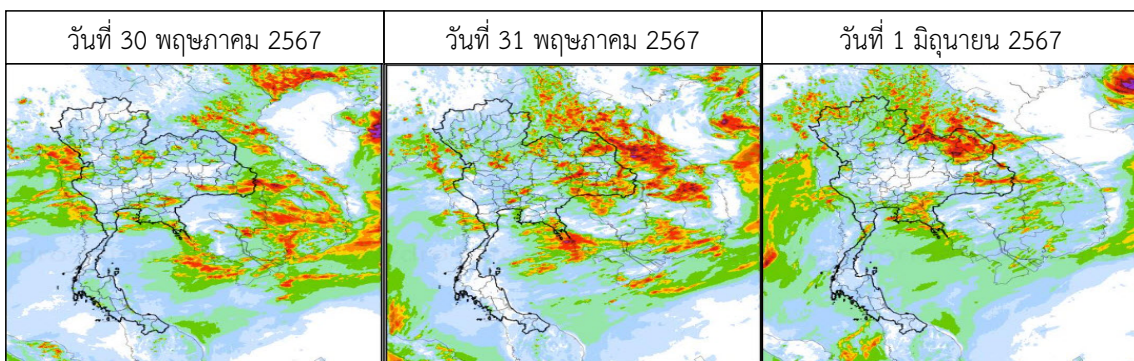 วันที่ 30 พฤษภาคม 2567
วันที่ 31 พฤษภาคม 2567
วันที่ 1 มิถุนายน 2567